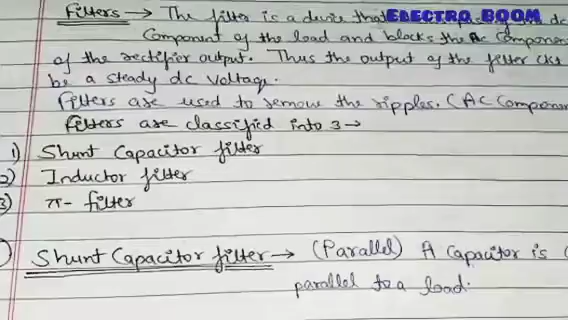 Filters → The filter is a device that ELECTRO BOOM dc
Component of the load and blocks the Ac Componen
of the rectifier output. Thus the output of the filter ckt
be a steady dc voltage.
Filters are used to remove the ripples. (AC Componen
filters are classified into 3 →
1) Shunt Capacitor filter
2) Inductor filter
3) π- filter
) Shunt Capacitor filter → (Parallel) A Capacitor is
parallel to a load.